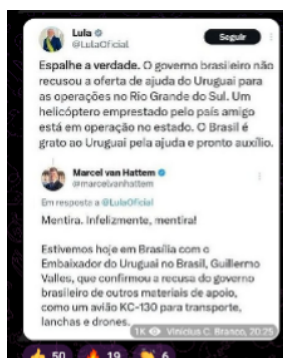 Lula
@LulaOficial
Seguir
Espalhe a verdade. O governo brasileiro não
recusou a oferta de ajuda do Uruguai para
as operações no Rio Grande do Sul. Um
helicóptero emprestado pelo país amigo
está em operação no estado. O Brasil é
grato ao Uruguai pela ajuda e pronto auxílio.
Marcel van Hattem
@marcelvanhattem
Em resposta a @LulaOficial
Mentira. Infelizmente, mentira!
Estivemos hoje em Brasília com o
Embaixador do Uruguai no Brasil, Guillermo
Valles, que confirmou a recusa do governo
brasileiro de outros materiais de apoio,
como um avião KC-130 para transporte,
lanchas e drones.
1K Vinicius C. Branco, 20:25
50 19 6